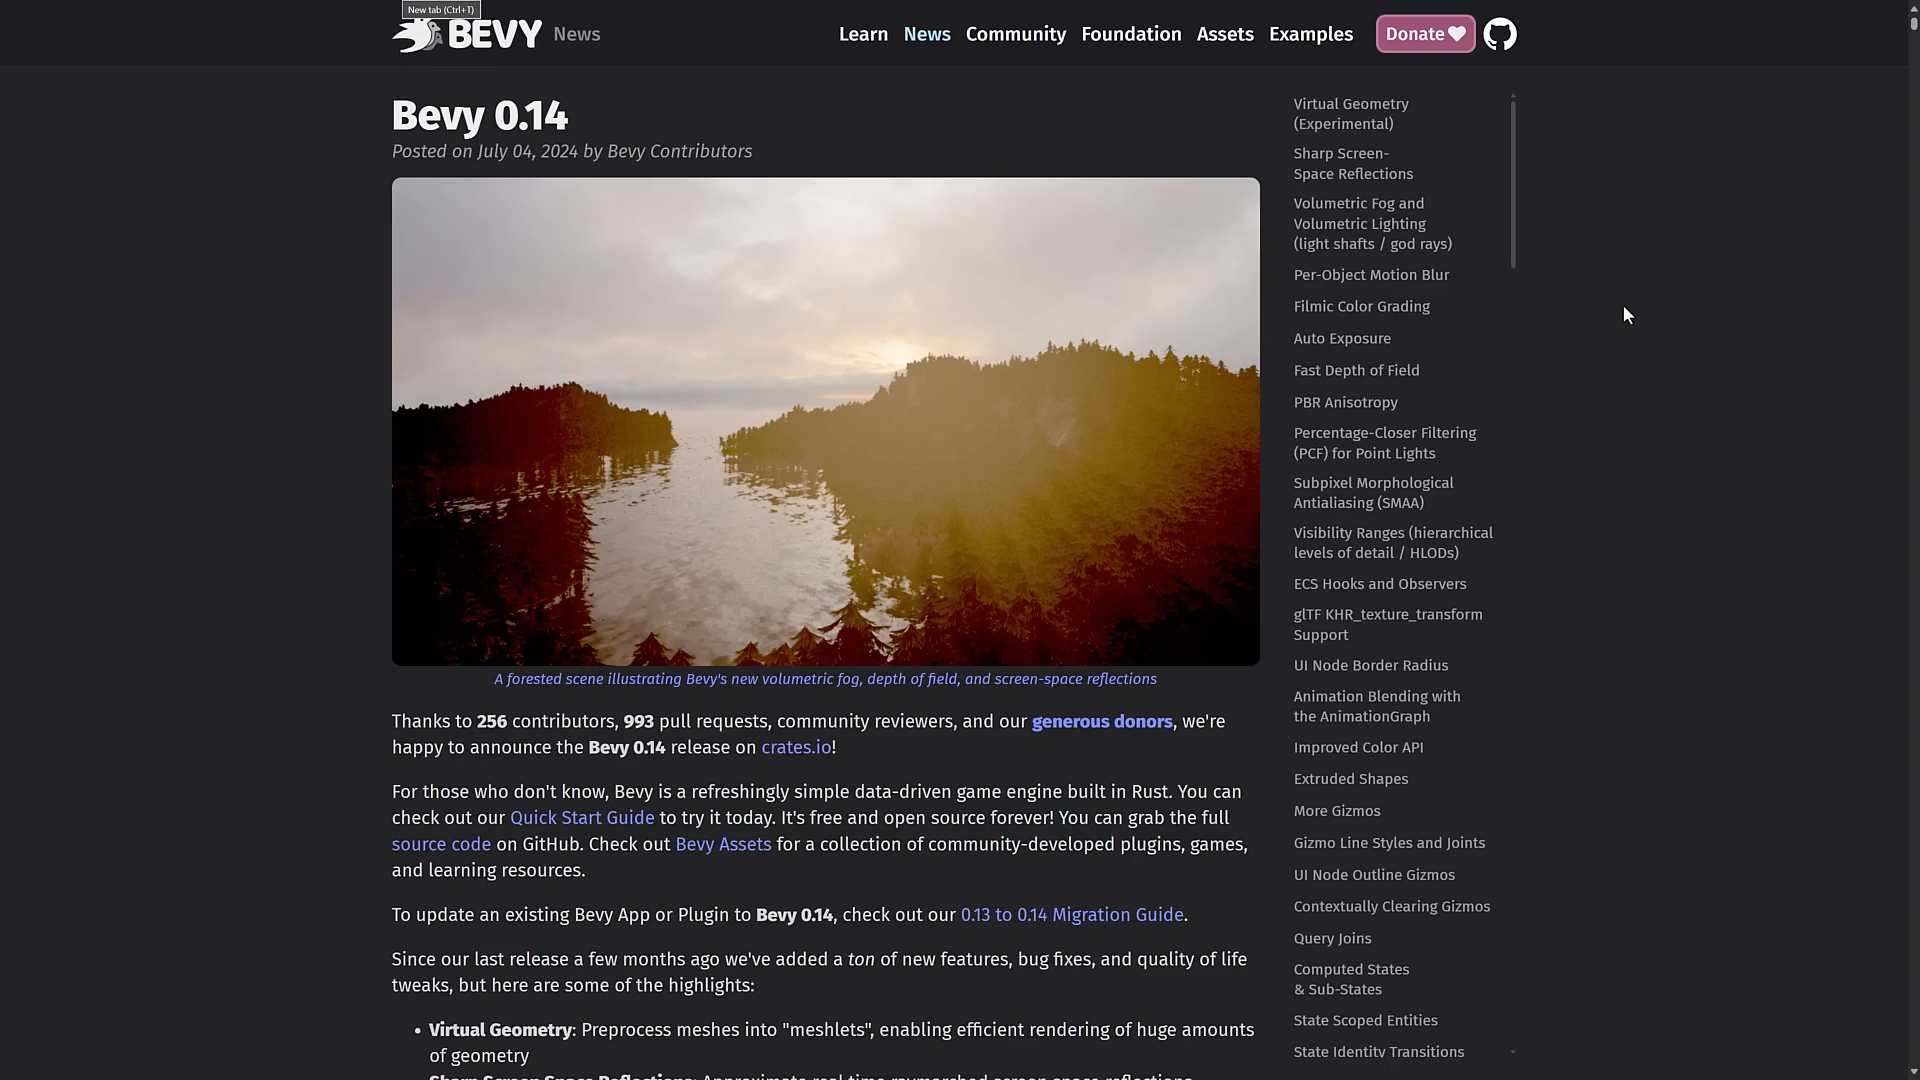 New tab (Ctrl+T)
BEVY News
Learn News Community Foundation Assets Examples Donate
Bevy 0.14
Posted on July 04, 2024 by Bevy Contributors
A forested scene illustrating Bevy's new volumetric fog, depth of field, and screen-space reflections
Thanks to 256 contributors, 993 pull requests, community reviewers, and our generous donors, we're
happy to announce the Bevy 0.14 release on crates.io!
For those who don't know, Bevy is a refreshingly simple data-driven game engine built in Rust. You can
check out our Quick Start Guide to try it today. It's free and open source forever! You can grab the full
source code on GitHub. Check out Bevy Assets for a collection of community-developed plugins, games,
and learning resources.
To update an existing Bevy App or Plugin to Bevy 0.14, check out our 0.13 to 0.14 Migration Guide.
Since our last release a few months ago we've added a ton of new features, bug fixes, and quality of life
tweaks, but here are some of the highlights:
• Virtual Geometry: Preprocess meshes into "meshlets", enabling efficient rendering of huge amounts
of geometry
Sharp Screen-Space Reflections: Approximate real-time raymarched screen space reflections
Virtual Geometry
(Experimental)
Sharp Screen-
Space Reflections
Volumetric Fog and
Volumetric Lighting
(light shafts / god rays)
Per-Object Motion Blur
Filmic Color Grading
Auto Exposure
Fast Depth of Field
PBR Anisotropy
Percentage-Closer Filtering
(PCF) for Point Lights
Subpixel Morphological
Antialiasing (SMAA)
Visibility Ranges (hierarchical
levels of detail / HLODs)
ECS Hooks and Observers
glTF KHR_texture_transform
Support
UI Node Border Radius
Animation Blending with
the AnimationGraph
Improved Color API
Extruded Shapes
More Gizmos
Gizmo Line Styles and Joints
UI Node Outline Gizmos
Contextually Clearing Gizmos
Query Joins
Computed States
& Sub-States
State Scoped Entities
State Identity Transitions